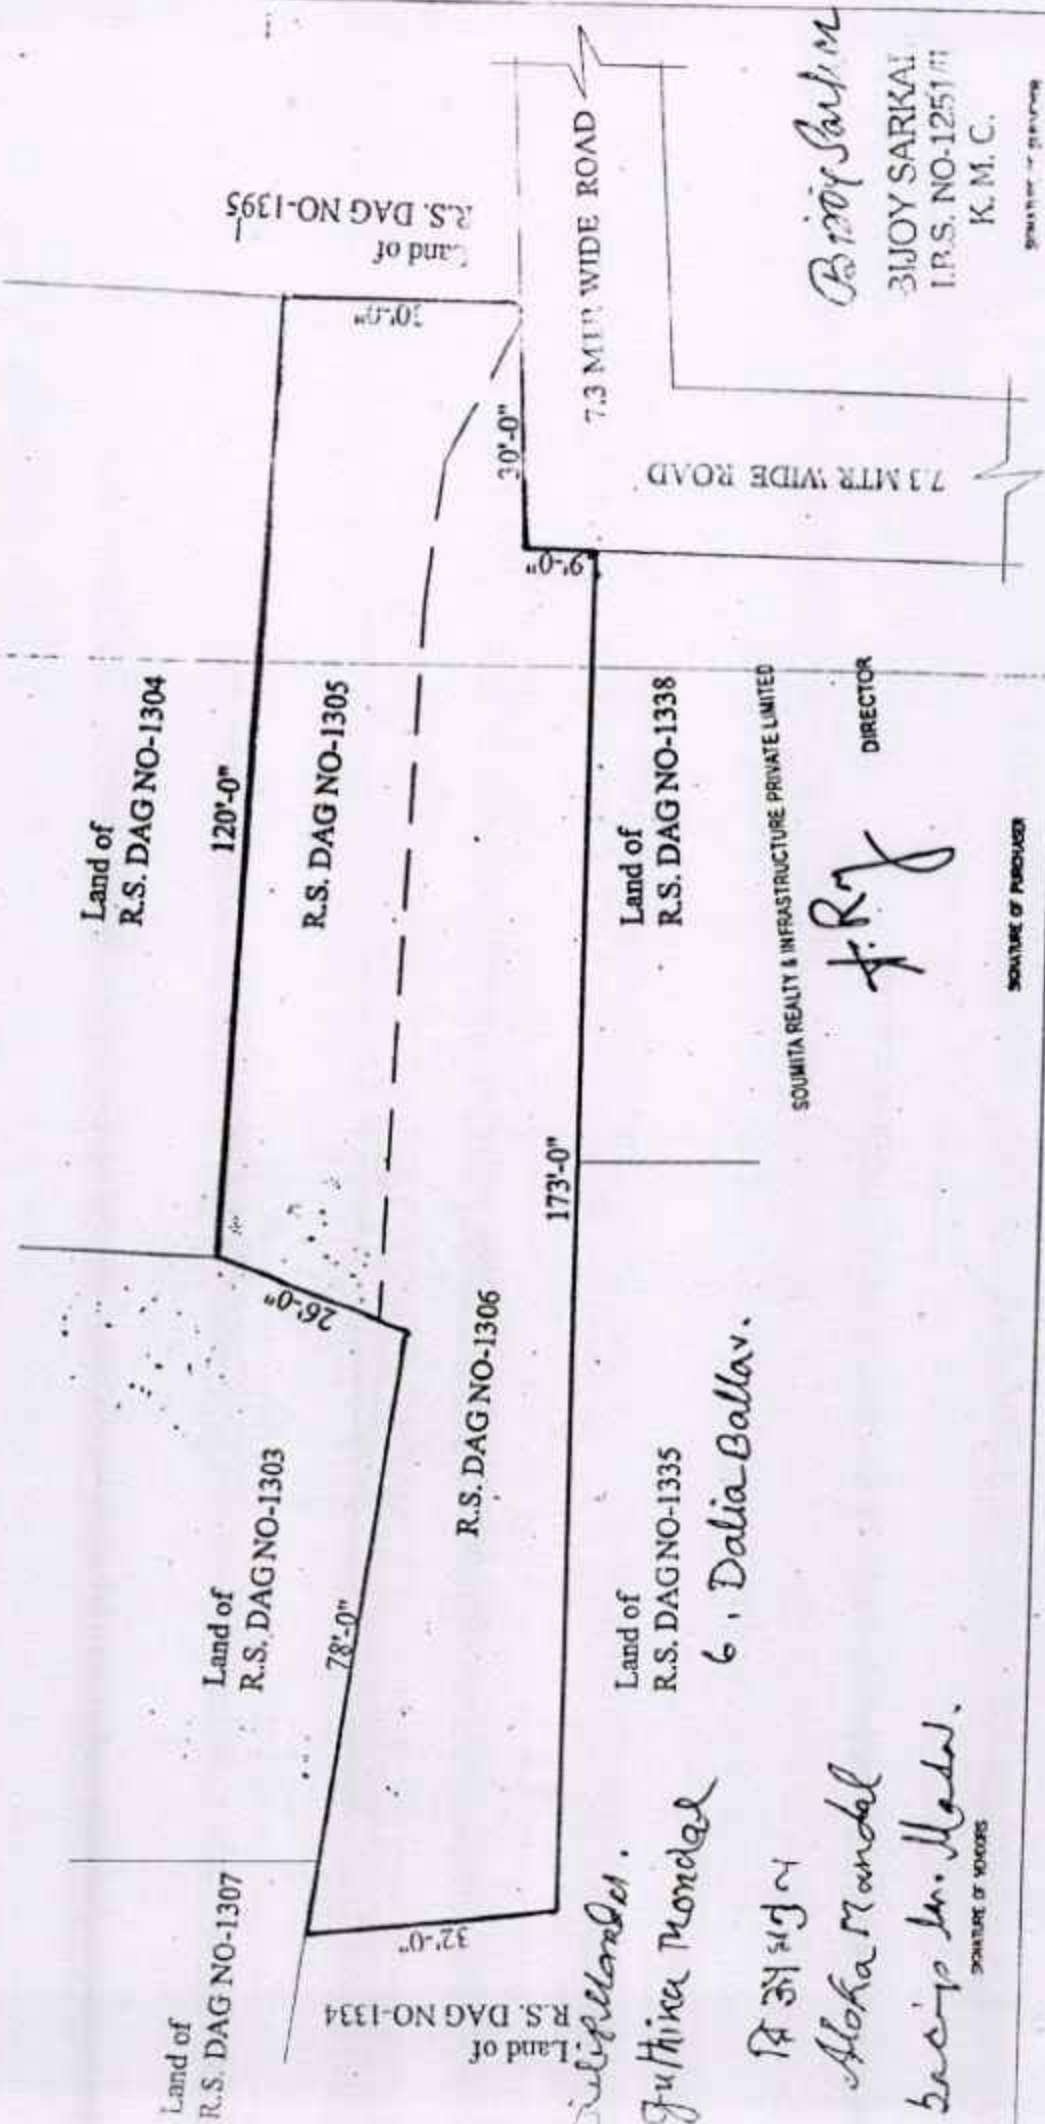 Land of
R.S. DAG NO-1307
Land of
R.S. DAG NO-1303
Land of
R.S. DAG NO-1304
120'-0"
26'-0"
78'-0"
R.S. DAG NO-1305
R.S. DAG NO-1306
32'-0"
Land of
R.S. DAG NO-1334
173'-0"
9'-0"
30'-0"
Land of
R.S. DAG NO-1395
7.3 MTR WIDE ROAD
7.3 MTR WIDE ROAD
Land of
R.S. DAG NO-1335
Land of
R.S. DAG NO-1338
6. Dalia Ballav.
Juthika Mondal
Aloka Mandal
SIGNATURE OF VENDORS
SOUMITA REALTY & INFRASTRUCTURE PRIVATE LIMITED
DIRECTOR
SIGNATURE OF PURCHASER
Bijoy Sarkar
BIJOY SARKAR
K. M. C.